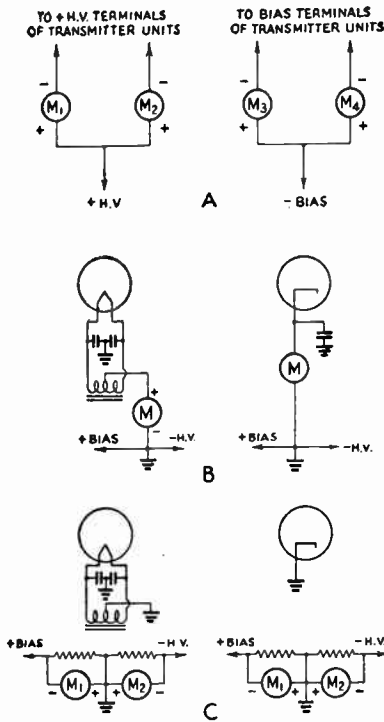 TO + H.V. TERMINALS
OF TRANSMITTER UNITS
TO BIAS TERMINALS
OF TRANSMITTER UNITS
- - - -
M1 M2 M3 M4
+ + + +
+ H.V
A
- BIAS
+
M M
-
+BIAS -H.V. +BIAS -H.V.
B
+BIAS -H.V. +BIAS -H.V.
- M1 + + M2 - - M1 + + M2 -
C